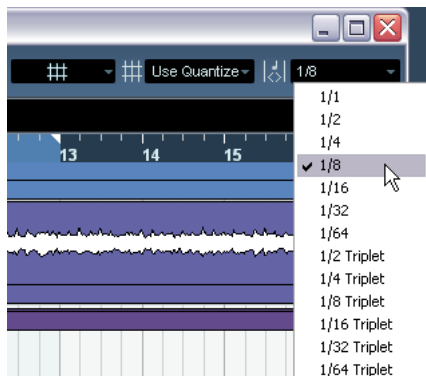 Use Quantize 1/8
1/1
1/2
1/4
13 14 15
1/8
1/16
1/32
1/64
1/2 Triplet
1/4 Triplet
1/8 Triplet
1/16 Triplet
1/32 Triplet
1/64 Triplet